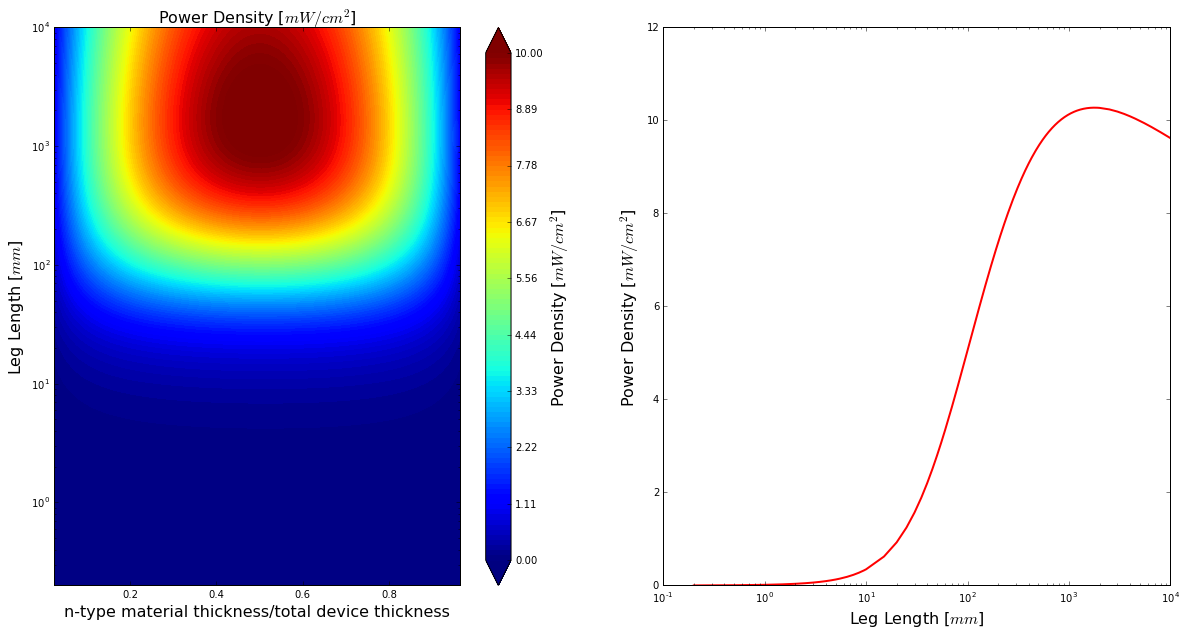 Power Density [mW/cm²]
10⁴
10³
10²
10¹
10⁰
Leg Length [mm]
0.2 0.4 0.6 0.8
n-type material thickness/total device thickness
10.00
8.89
7.78
6.67
5.56
4.44
3.33
2.22
1.11
0.00
Power Density [mW/cm²]
12
10
8
6
4
2
0
Power Density [mW/cm²]
10⁻¹ 10⁰ 10¹ 10² 10³ 10⁴
Leg Length [mm]